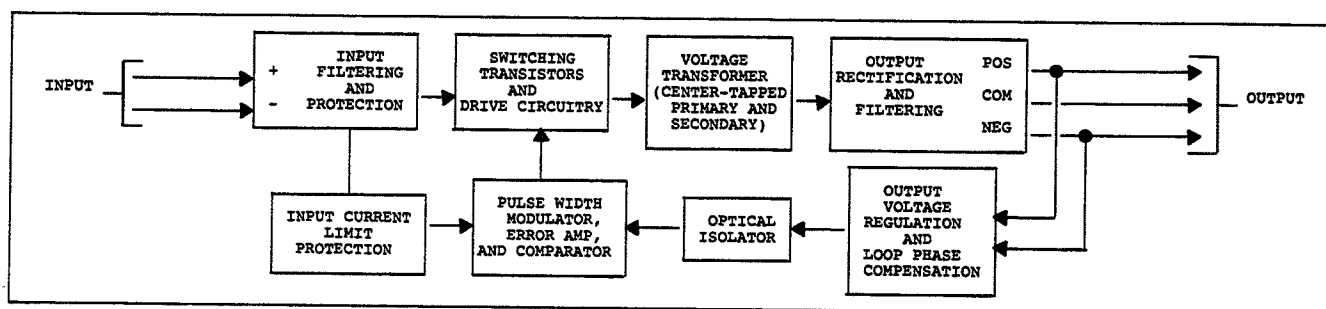 INPUT
+
-
INPUT
FILTERING
AND
PROTECTION
SWITCHING
TRANSISTORS
AND
DRIVE CIRCUITRY
VOLTAGE
TRANSFORMER
(CENTER-TAPPED
PRIMARY AND
SECONDARY)
OUTPUT
RECTIFICATION
AND
FILTERING
POS
COM
NEG
OUTPUT
INPUT CURRENT
LIMIT
PROTECTION
PULSE WIDTH
MODULATOR,
ERROR AMP,
AND COMPARATOR
OPTICAL
ISOLATOR
OUTPUT
VOLTAGE
REGULATION
AND
LOOP PHASE
COMPENSATION